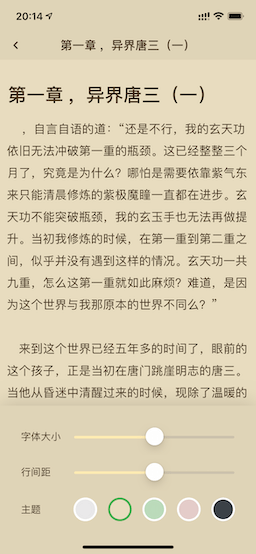 20:14
第一章 ，异界唐三（一）
第一章 ，异界唐三（一）
，自言自语的道：“还是不行，我的玄天功
依旧无法冲破第一重的瓶颈。这已经整整三个
月了，究竟是为什么？哪怕是需要依靠紫气东
来只能清晨修炼的紫极魔瞳一直都在进步。玄
天功不能突破瓶颈，我的玄玉手也无法再做提
升。当初我修炼的时候，在第一重到第二重之
间，似乎并没有遇到这样的情况。玄天功一共
九重，怎么这第一重就如此麻烦？难道，是因
为这个世界与我那原本的世界不同么？”
来到这个世界已经五年多的时间了，眼前的
这个孩子，正是当初在唐门跳崖明志的唐三。
当他从昏迷中清醒过来的时候，现除了温暖的
字体大小
行间距
主题